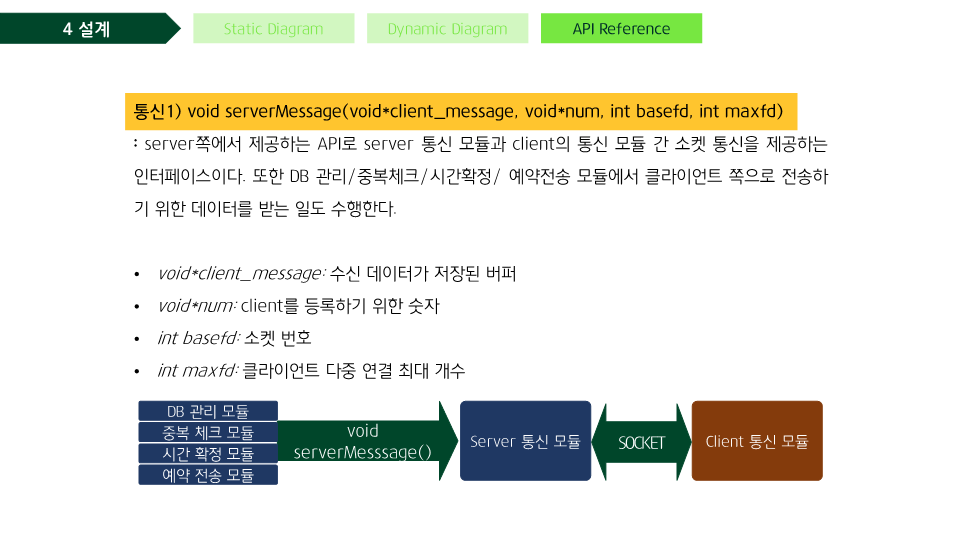 4 설계
Static Diagram
Dynamic Diagram
API Reference
통신1) void serverMessage(void*client_message, void*num, int basefd, int maxfd)
: server쪽에서 제공하는 API로 server 통신 모듈과 client의 통신 모듈 간 소켓 통신을 제공하는
인터페이스이다. 또한 DB 관리/중복체크/시간확정/ 예약전송 모듈에서 클라이언트 쪽으로 전송하
기 위한 데이터를 받는 일도 수행한다.
• void*client_message: 수신 데이터가 저장된 버퍼
• void*num: client를 등록하기 위한 숫자
• int basefd: 소켓 번호
• int maxfd: 클라이언트 다중 연결 최대 개수
DB 관리 모듈
중복 체크 모듈
시간 확정 모듈
예약 전송 모듈
void
serverMesssage()
Server 통신 모듈
SOCKET
Client 통신 모듈